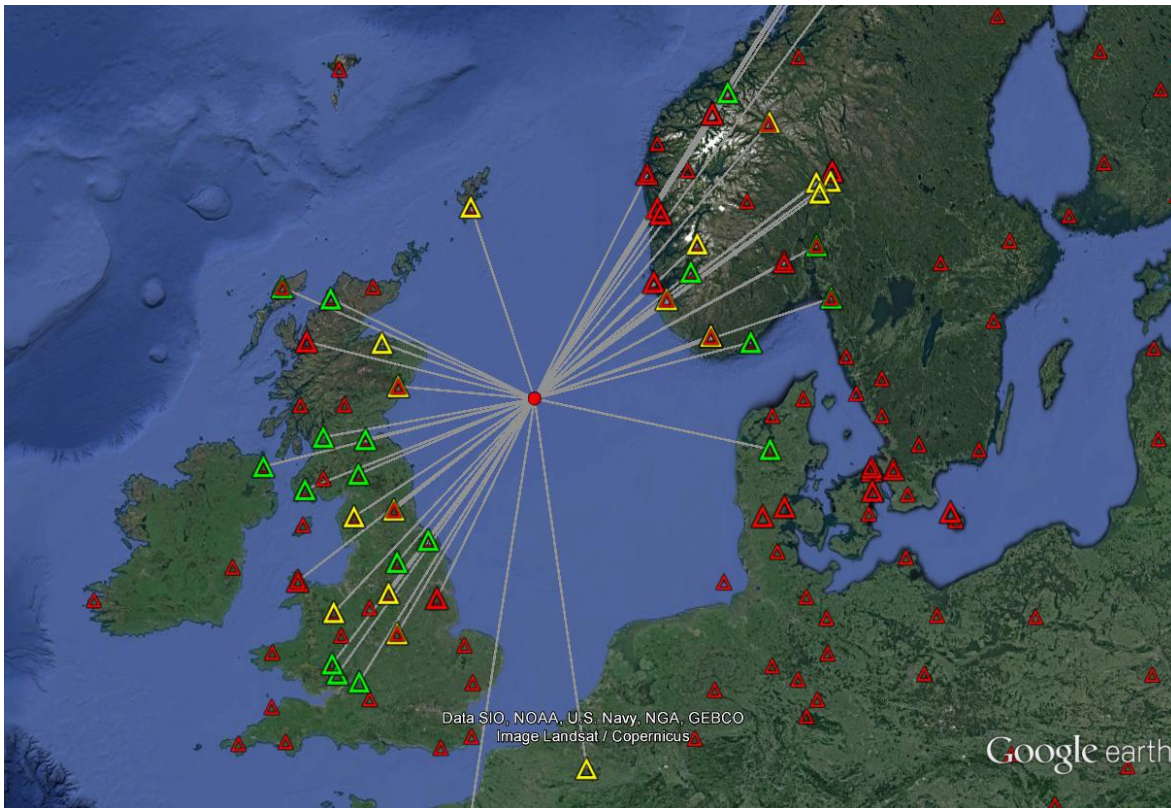 Data SIO, NOAA, U.S. Navy, NGA, GEBCO
Image Landsat / Copernicus
Google earth